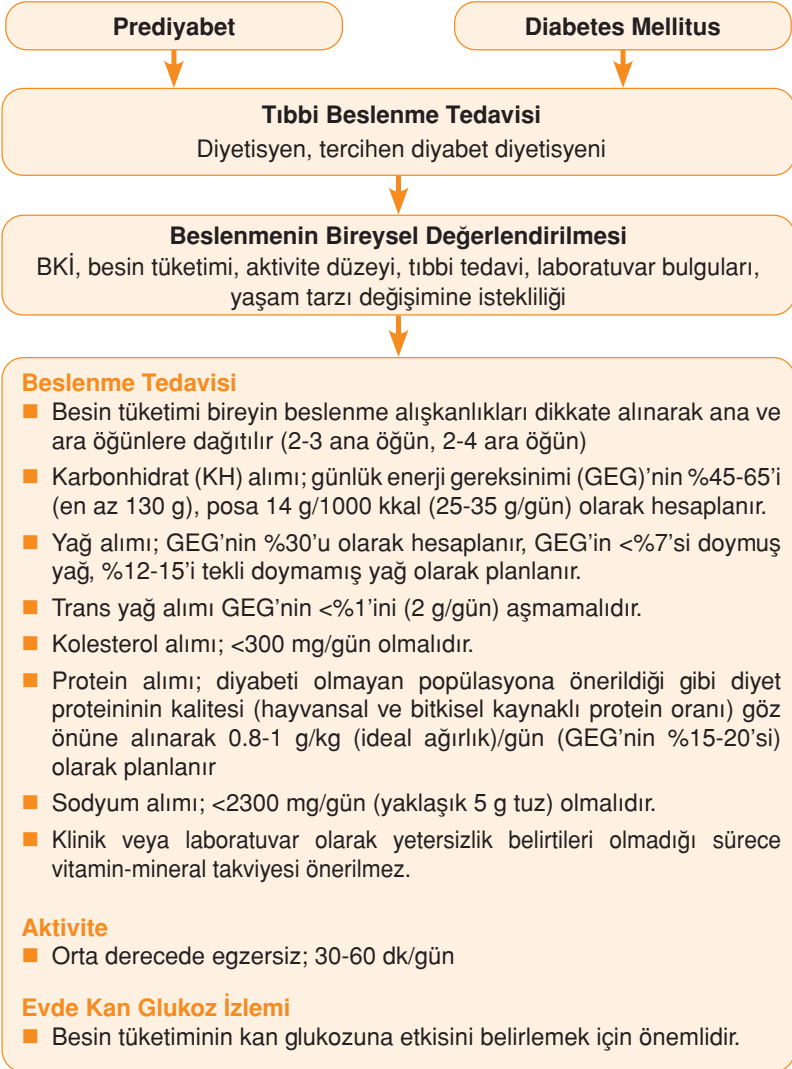 Prediyabet
Diabetes Mellitus
Tıbbi Beslenme Tedavisi
Diyetisyen, tercihen diyabet diyetisyeni
Beslenmenin Bireysel Değerlendirilmesi
BKİ, besin tüketimi, aktivite düzeyi, tıbbi tedavi, laboratuvar bulguları,
yaşam tarzı değişimine istekliliği
Beslenme Tedavisi
■ Besin tüketimi bireyin beslenme alışkanlıkları dikkate alınarak ana ve
ara öğünlere dağıtılır (2-3 ana öğün, 2-4 ara öğün)
■ Karbonhidrat (KH) alımı; günlük enerji gereksinimi (GEG)’nin %45-65’i
(en az 130 g), posa 14 g/1000 kkal (25-35 g/gün) olarak hesaplanır.
■ Yağ alımı; GEG’nin %30’u olarak hesaplanır, GEG’in <%7’si doymuş
yağ, %12-15’i tekli doymamış yağ olarak planlanır.
■ Trans yağ alımı GEG’nin <%1’ini (2 g/gün) aşmamalıdır.
■ Kolesterol alımı; <300 mg/gün olmalıdır.
■ Protein alımı; diyabeti olmayan popülasyona önerildiği gibi diyet
proteininin kalitesi (hayvansal ve bitkisel kaynaklı protein oranı) göz
önüne alınarak 0.8-1 g/kg (ideal ağırlık)/gün (GEG’nin %15-20’si)
olarak planlanır
■ Sodyum alımı; <2300 mg/gün (yaklaşık 5 g tuz) olmalıdır.
■ Klinik veya laboratuvar olarak yetersizlik belirtileri olmadığı sürece
vitamin-mineral takviyesi önerilmez.
Aktivite
■ Orta derecede egzersiz; 30-60 dk/gün
Evde Kan Glukoz İzlemi
■ Besin tüketiminin kan glukozuna etkisini belirlemek için önemlidir.